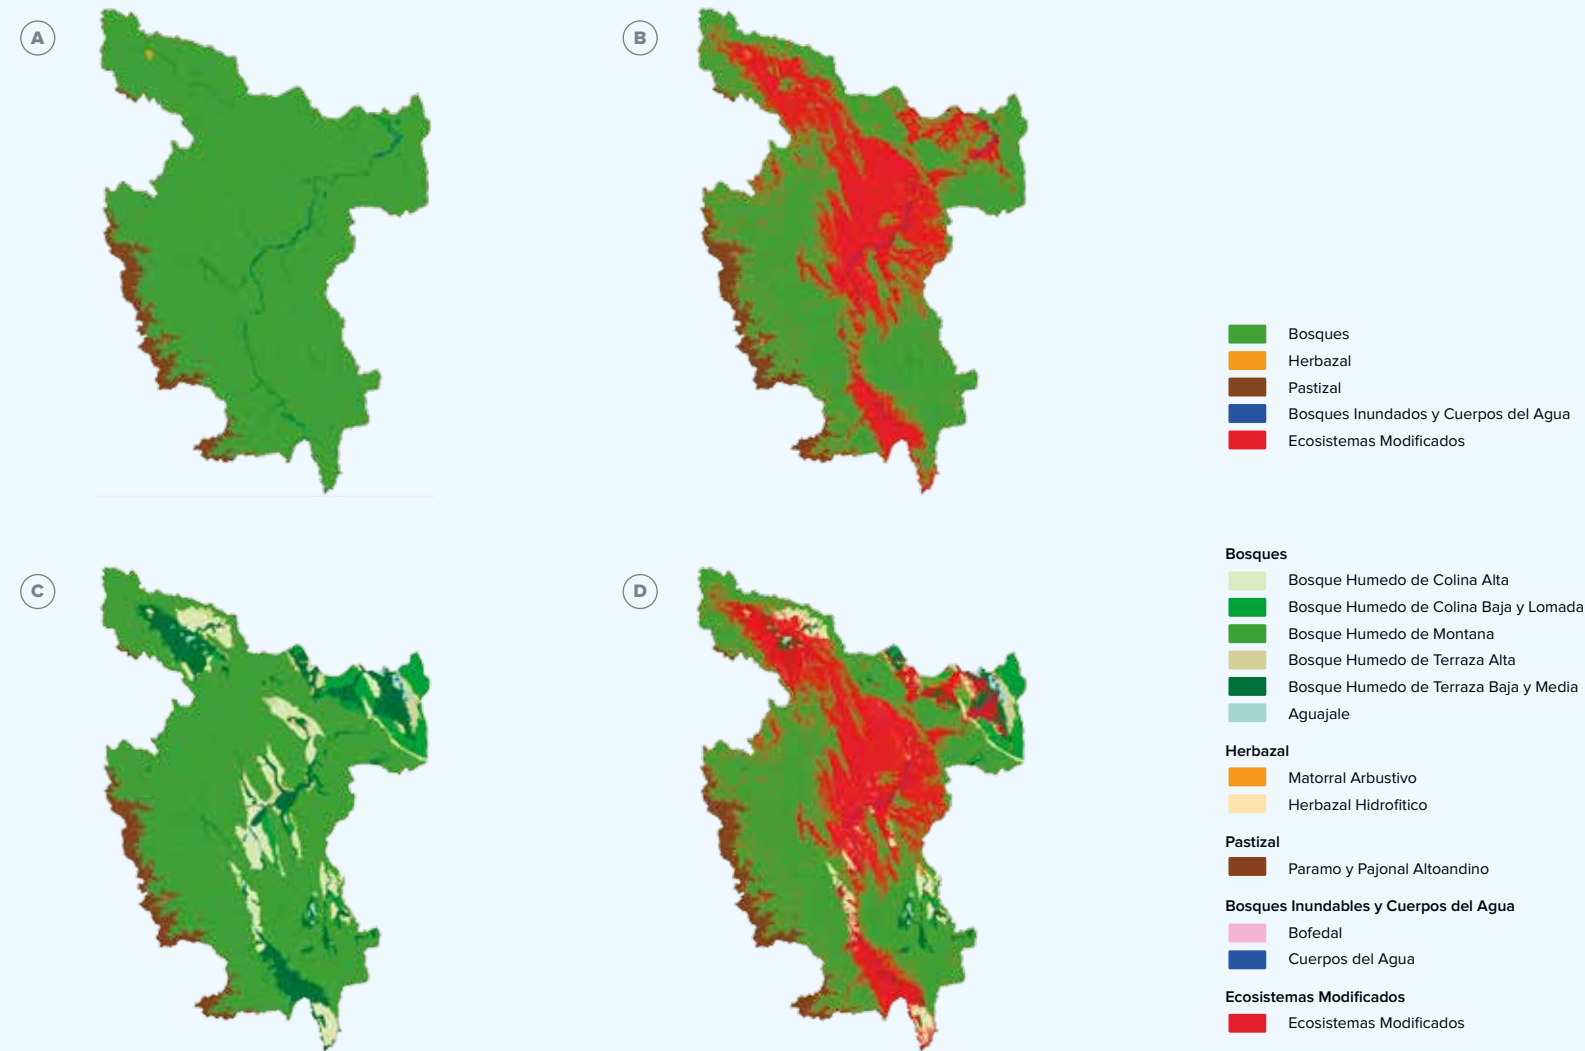 A
B
Bosques
Herbazal
Pastizal
Bosques Inundados y Cuerpos del Agua
Ecosistemas Modificados
C
D
Bosques
Bosque Humedo de Colina Alta
Bosque Humedo de Colina Baja y Lomada
Bosque Humedo de Montana
Bosque Humedo de Terraza Alta
Bosque Humedo de Terraza Baja y Media
Aguajale
Herbazal
Matorral Arbustivo
Herbazal Hidrofitico
Pastizal
Paramo y Pajonal Altoandino
Bosques Inundables y Cuerpos del Agua
Bofedal
Cuerpos del Agua
Ecosistemas Modificados
Ecosistemas Modificados